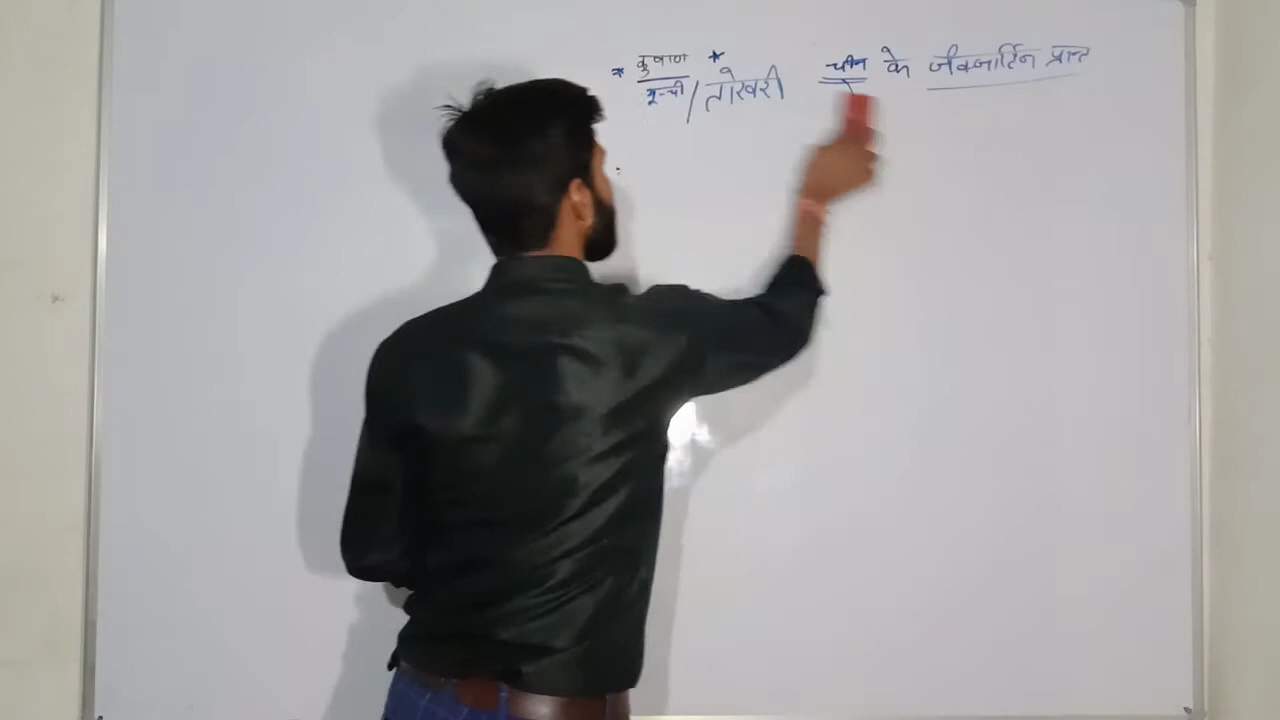 * कुषाण *
यू-ची / तोखरी चीन के जैक्जार्टिन प्रान्त